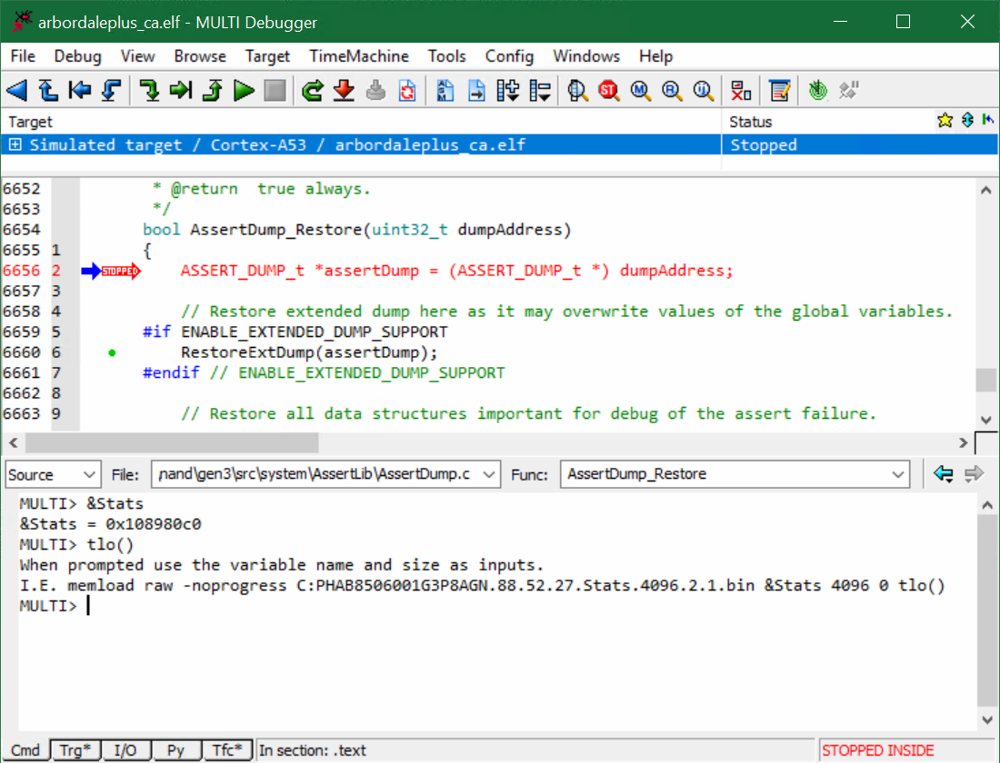 arbordaleplus_ca.elf - MULTI Debugger
File Debug View Browse Target TimeMachine Tools Config Windows Help
Target Status
Simulated target / Cortex-A53 / arbordaleplus_ca.elf Stopped
6652 * @return  true always.
6653 */
6654 bool AssertDump_Restore(uint32_t dumpAddress)
6655 1 {
6656 2 STOPPED ASSERT_DUMP_t *assertDump = (ASSERT_DUMP_t *) dumpAddress;
6657 3
6658 4 // Restore extended dump here as it may overwrite values of the global variables.
6659 5 #if ENABLE_EXTENDED_DUMP_SUPPORT
6660 6 RestoreExtDump(assertDump);
6661 7 #endif // ENABLE_EXTENDED_DUMP_SUPPORT
6662 8
6663 9 // Restore all data structures important for debug of the assert failure.
Source File: nand\gen3\src\system\AssertLib\AssertDump.c Func: AssertDump_Restore
MULTI> &Stats
&Stats = 0x108980c0
MULTI> tlo()
When prompted use the variable name and size as inputs.
I.E. memload raw -noprogress C:PHAB8506001G3P8AGN.88.52.27.Stats.4096.2.1.bin &Stats 4096 0 tlo()
MULTI>
Cmd Trg* I/O Py Tfc* In section: .text STOPPED INSIDE